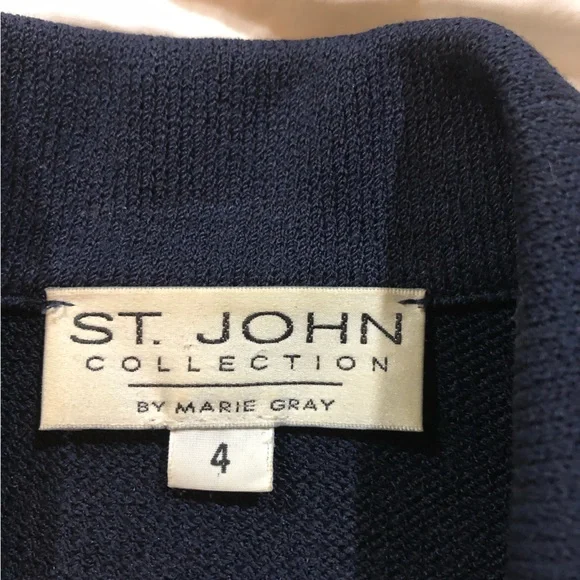 ST. JOHN
COLLECTION
BY MARIE GRAY
4